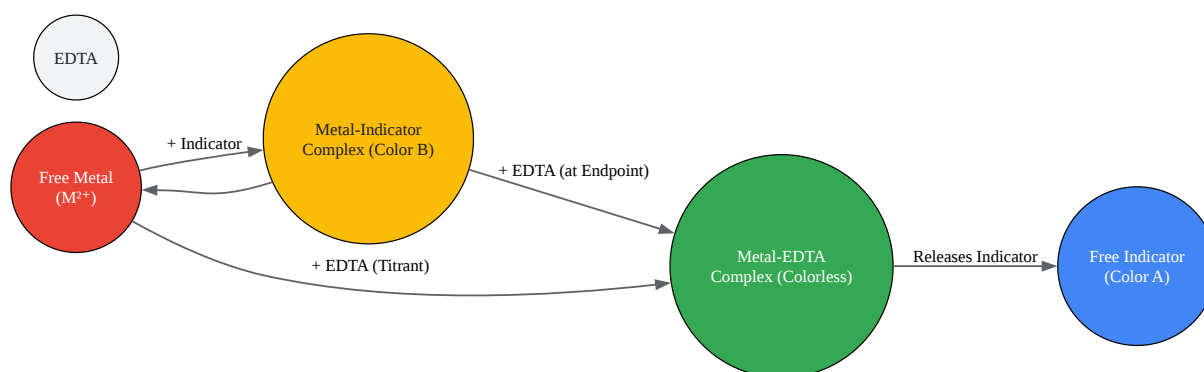 EDTA
Free Metal
(M²⁺)
+ Indicator
Metal-Indicator
Complex (Color B)
+ EDTA (at Endpoint)
+ EDTA (Titrant)
Metal-EDTA
Complex (Colorless)
Releases Indicator
Free Indicator
(Color A)